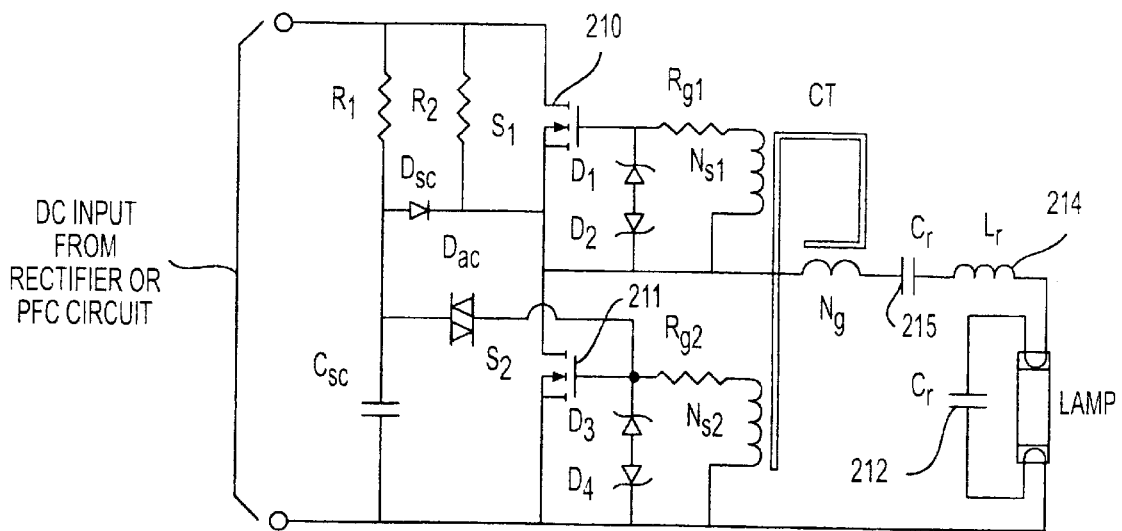 210
R1
R2
S1
Rg1
CT
Dsc
D1
Ns1
D2
DC INPUT
FROM
RECTIFIER OR
PFC CIRCUIT
Dac
Cr
Lr
214
211
Ng
215
S2
Rg2
Csc
Cr
LAMP
D3
Ns2
D4
212